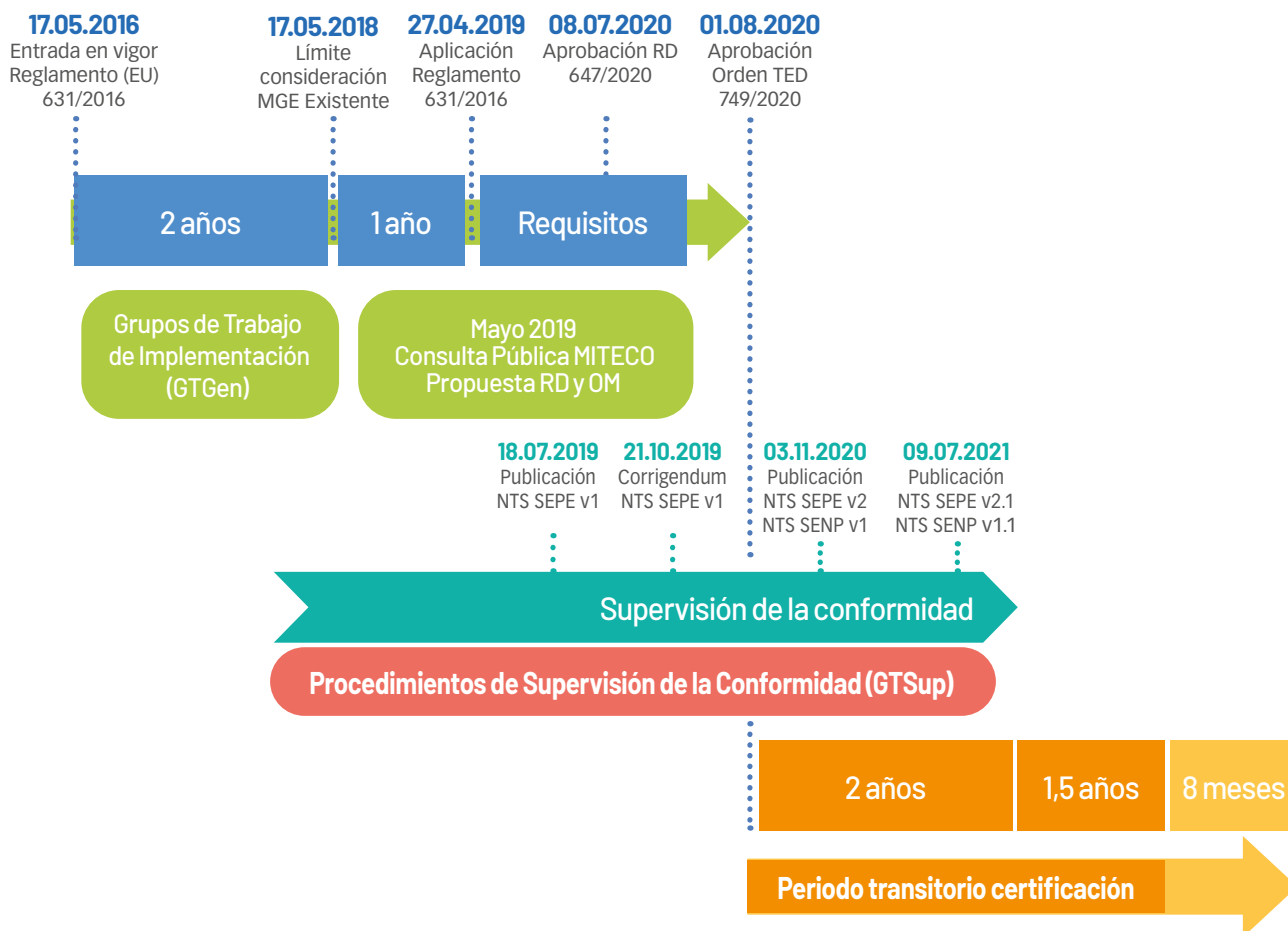 17.05.2016
Entrada en vigor
Reglamento (EU)
631/2016
17.05.2018
Límite
consideración
MGE Existente
27.04.2019
Aplicación
Reglamento
631/2016
08.07.2020
Aprobación RD
647/2020
01.08.2020
Aprobación
Orden TED
749/2020
2 años
1 año
Requisitos
Grupos de Trabajo
de Implementación
(GTGen)
Mayo 2019
Consulta Pública MITECO
Propuesta RD y OM
18.07.2019
Publicación
NTS SEPE v1
21.10.2019
Corrigendum
NTS SEPE v1
03.11.2020
Publicación
NTS SEPE v2
NTS SENP v1
09.07.2021
Publicación
NTS SEPE v2.1
NTS SENP v1.1
Supervisión de la conformidad
Procedimientos de Supervisión de la Conformidad (GTSup)
2 años
1,5 años
8 meses
Periodo transitorio certificación